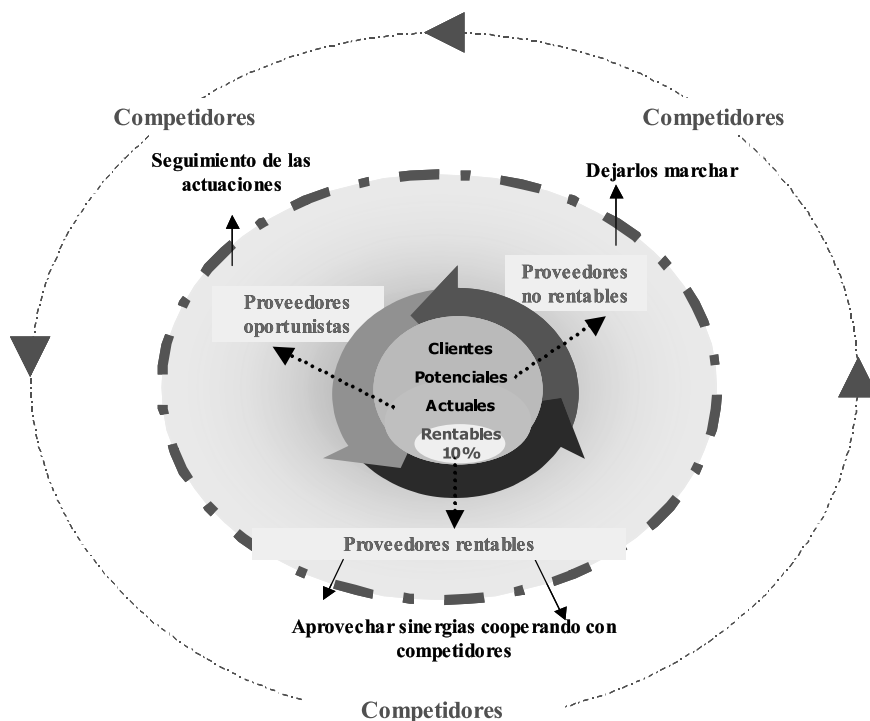 Competidores
Competidores
Seguimiento de las
actuaciones
Dejarlos marchar
Proveedores
no rentables
Proveedores
oportunistas
Clientes
Potenciales
Actuales
Rentables
10%
Proveedores rentables
Aprovechar sinergias cooperando con
competidores
Competidores